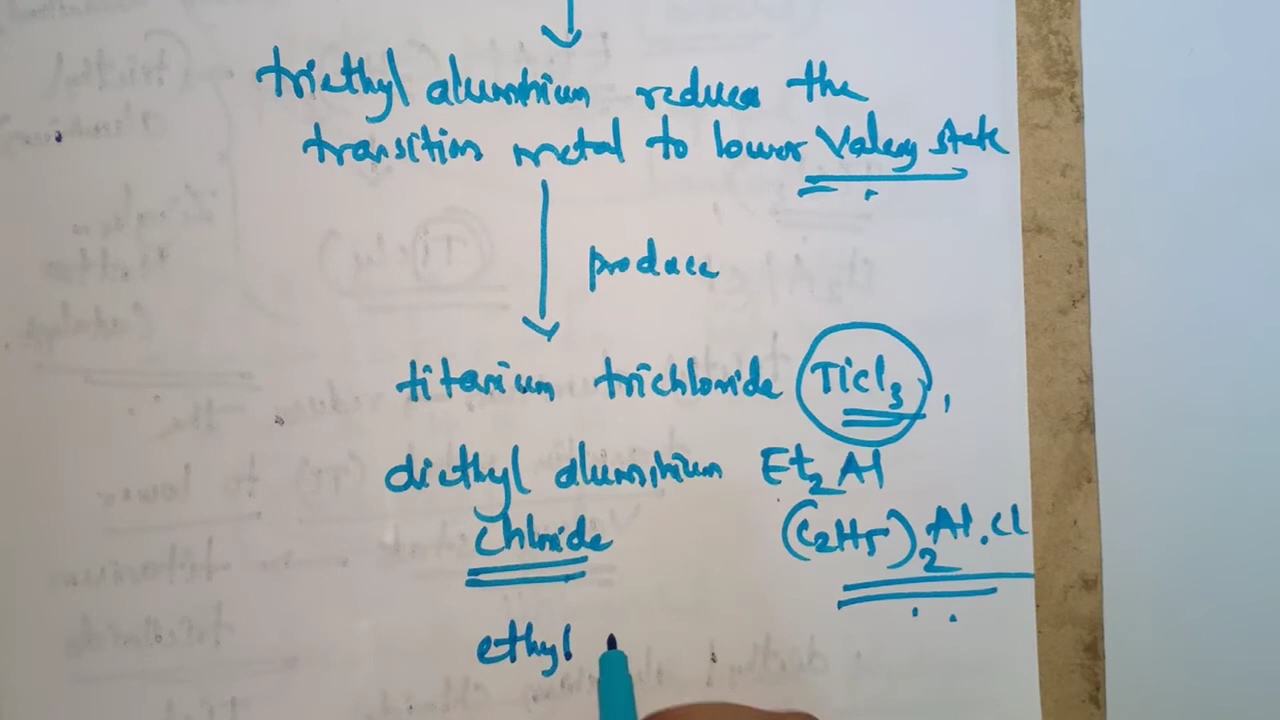 triethyl aluminium reduces the
transition metal to lower Valency state
produce
titanium trichloride (TiCl3),
diethyl aluminium Et2Al
chloride (C2H5)2Al.Cl
ethyl